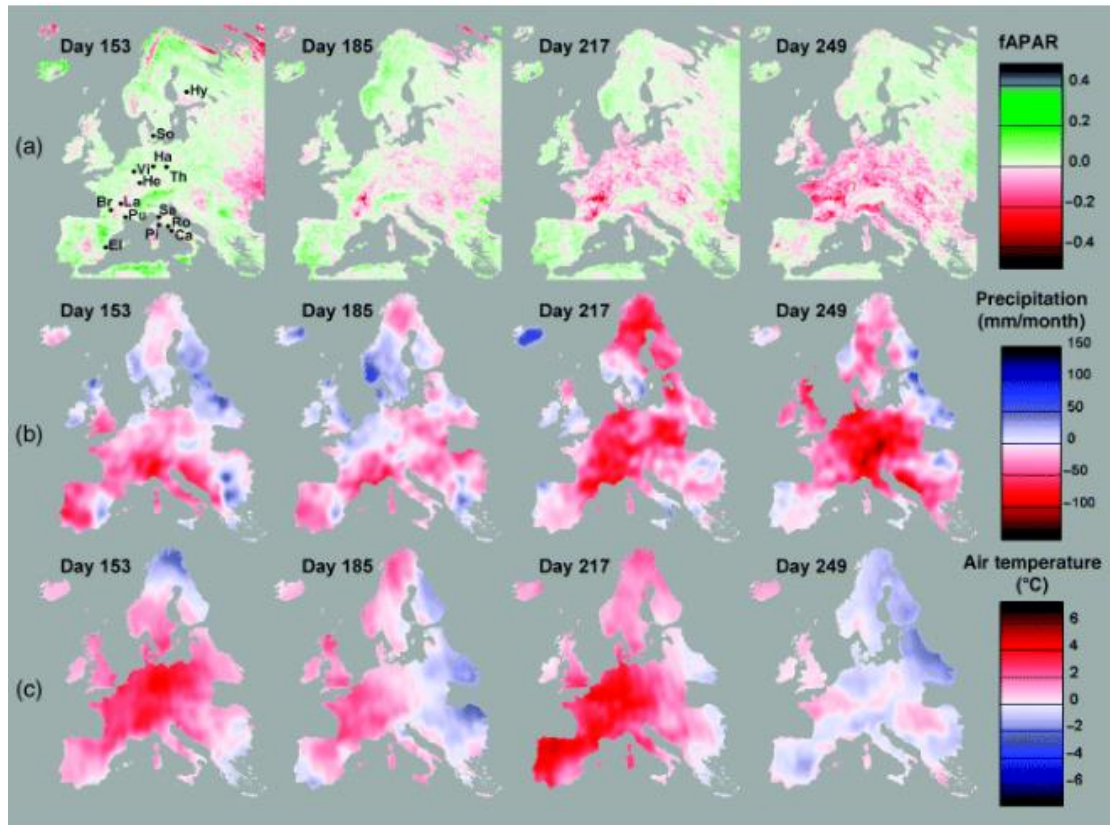 Day 153
Day 185
Day 217
Day 249
fAPAR
0.4
0.2
0.0
−0.2
−0.4
(a)
Hy
So
Ha
Vi
Th
He
Br
La
Pu
Sa
Ro
Pi
Ca
El
Day 153
Day 185
Day 217
Day 249
Precipitation
(mm/month)
150
100
50
0
−50
−100
(b)
Day 153
Day 185
Day 217
Day 249
Air temperature
(°C)
6
4
2
0
−2
−4
−6
(c)